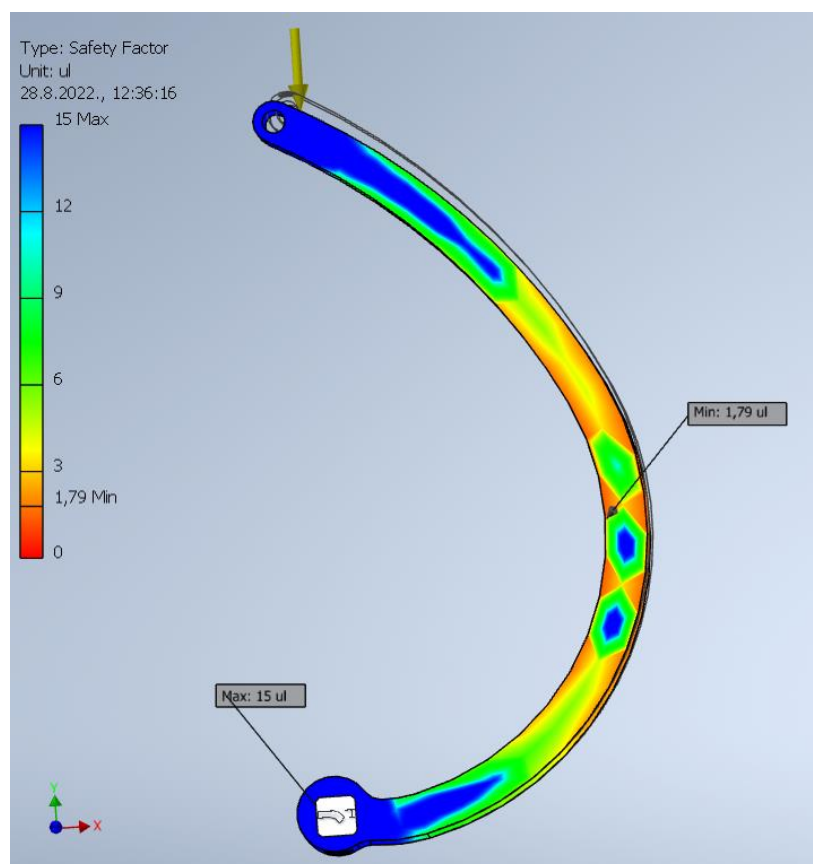 Type: Safety Factor
Unit: ul
28.8.2022., 12:36:16
15 Max
12
9
6
3
1,79 Min
0
Min: 1,79 ul
Max: 15 ul
Y
X